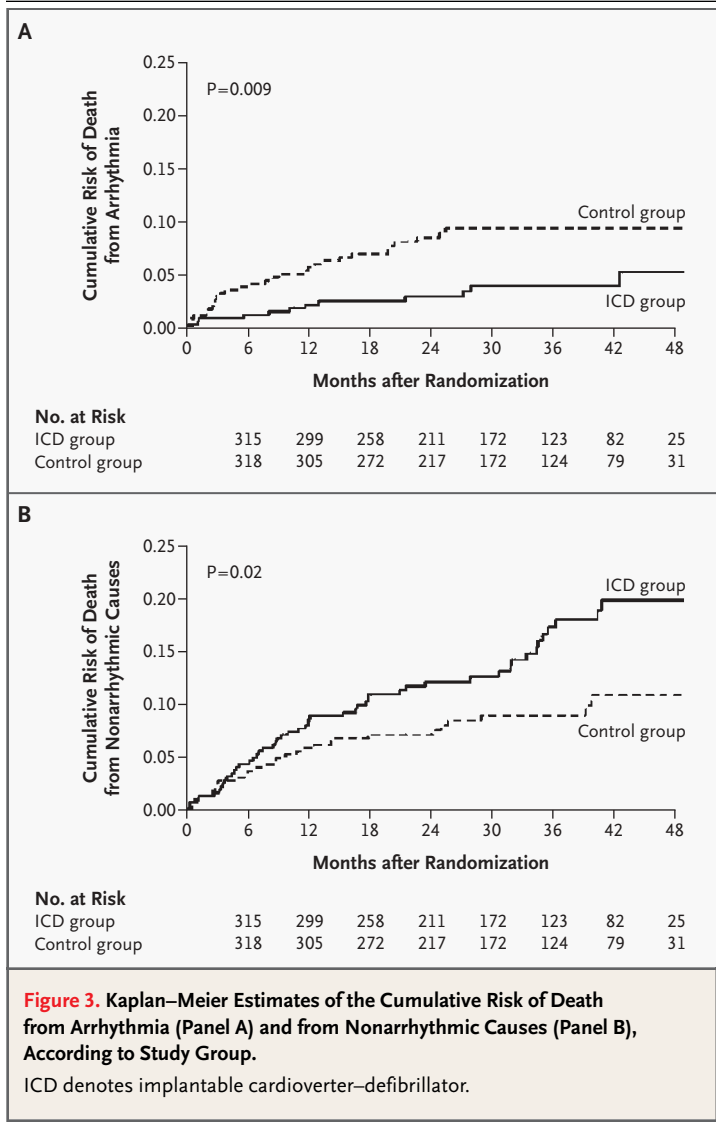 A
0.25
P=0.009
0.20
0.15
0.10
0.05
0.00
Cumulative Risk of Death
from Arrhythmia
Control group
ICD group
0 6 12 18 24 30 36 42 48
Months after Randomization
No. at Risk
ICD group 315 299 258 211 172 123 82 25
Control group 318 305 272 217 172 124 79 31
B
0.25
P=0.02
0.20
0.15
0.10
0.05
0.00
Cumulative Risk of Death
from Nonarrhythmic Causes
ICD group
Control group
0 6 12 18 24 30 36 42 48
Months after Randomization
No. at Risk
ICD group 315 299 258 211 172 123 82 25
Control group 318 305 272 217 172 124 79 31
Figure 3. Kaplan–Meier Estimates of the Cumulative Risk of Death
from Arrhythmia (Panel A) and from Nonarrhythmic Causes (Panel B),
According to Study Group.
ICD denotes implantable cardioverter–defibrillator.